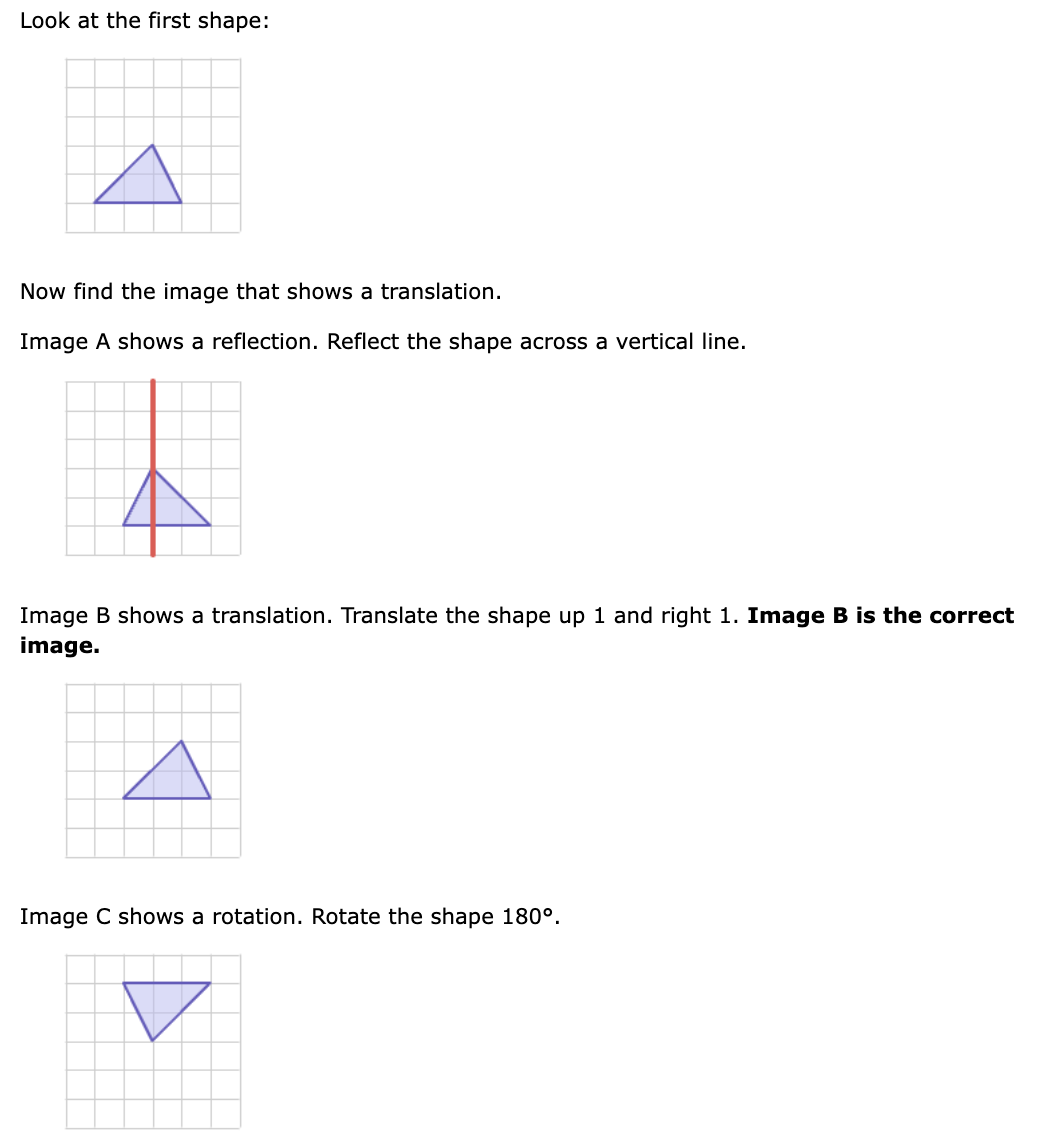 Look at the first shape:
Now find the image that shows a translation.
Image A shows a reflection. Reflect the shape across a vertical line.
Image B shows a translation. Translate the shape up 1 and right 1. Image B is the correct
image.
Image C shows a rotation. Rotate the shape 180°.